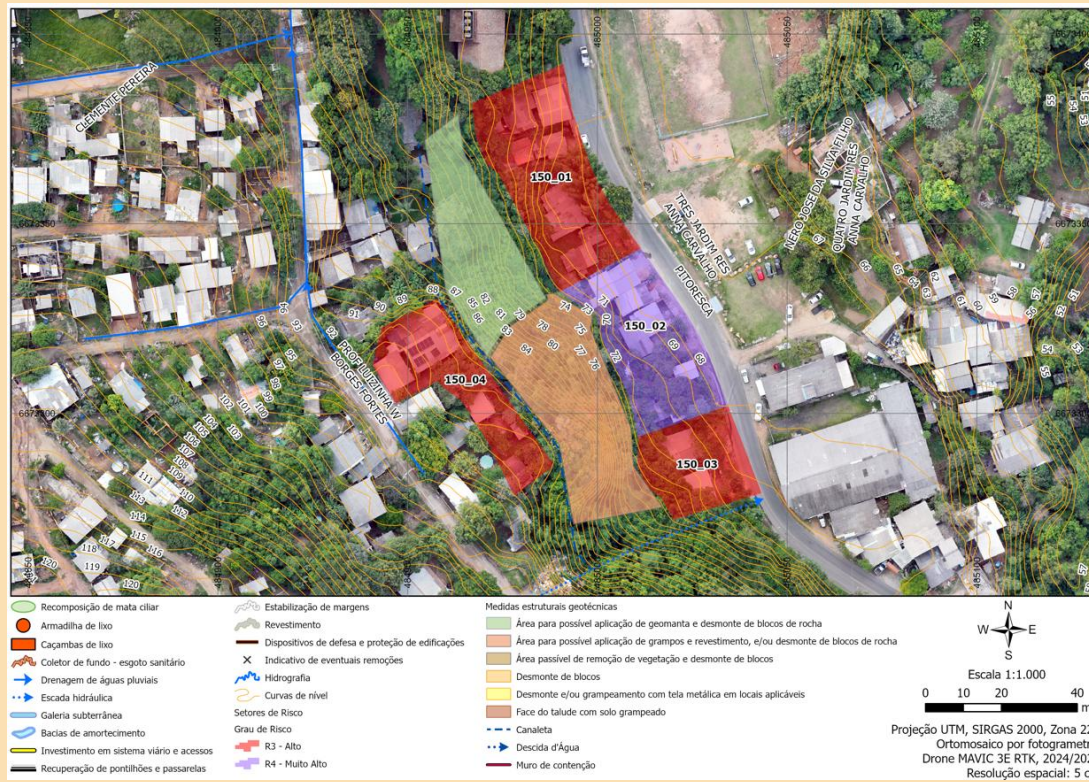 CLEMENTE PEREIRA
150_01
TRES JARDIM RES
ANNA CARVALHO
PITORESCA
NERO JOSE DA SILVA FILHO
QUATRO JARDIM RES
ANNA CARVALHO
150_02
150_04
150_03
PROF LUIZINHA W
BORGES FORTES
485000
485050
Recomposição de mata ciliar
Armadilha de lixo
Caçambas de lixo
Coletor de fundo - esgoto sanitário
Drenagem de águas pluviais
Escada hidráulica
Galeria subterrânea
Bacias de amortecimento
Investimento em sistema viário e acessos
Recuperação de pontilhões e passarelas
Estabilização de margens
Revestimento
Dispositivos de defesa e proteção de edificações
Indicativo de eventuais remoções
Hidrografia
Curvas de nível
Setores de Risco
Grau de Risco
R3 - Alto
R4 - Muito Alto
Medidas estruturais geotécnicas
Área para possível aplicação de geomanta e desmonte de blocos de rocha
Área para possível aplicação de grampos e revestimento, e/ou desmonte de blocos de rocha
Área passível de remoção de vegetação e desmonte de blocos
Desmonte de blocos
Desmonte e/ou grampeamento com tela metálica em locais aplicáveis
Face do talude com solo grampeado
Canaleta
Descida d'Água
Muro de contenção
N
W E
S
Escala 1:1.000
0 10 20 40
m
Projeção UTM, SIRGAS 2000, Zona 22
Ortomosaico por fotogrametr
Drone MAVIC 3E RTK, 2024/202
Resolução espacial: 5 c